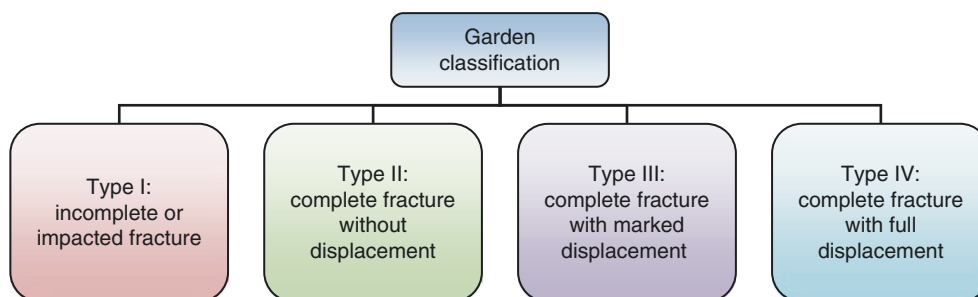 Garden
classification
Type I:
incomplete or
impacted fracture
Type II:
complete fracture
without
displacement
Type III:
complete fracture
with marked
displacement
Type IV:
complete fracture
with full
displacement